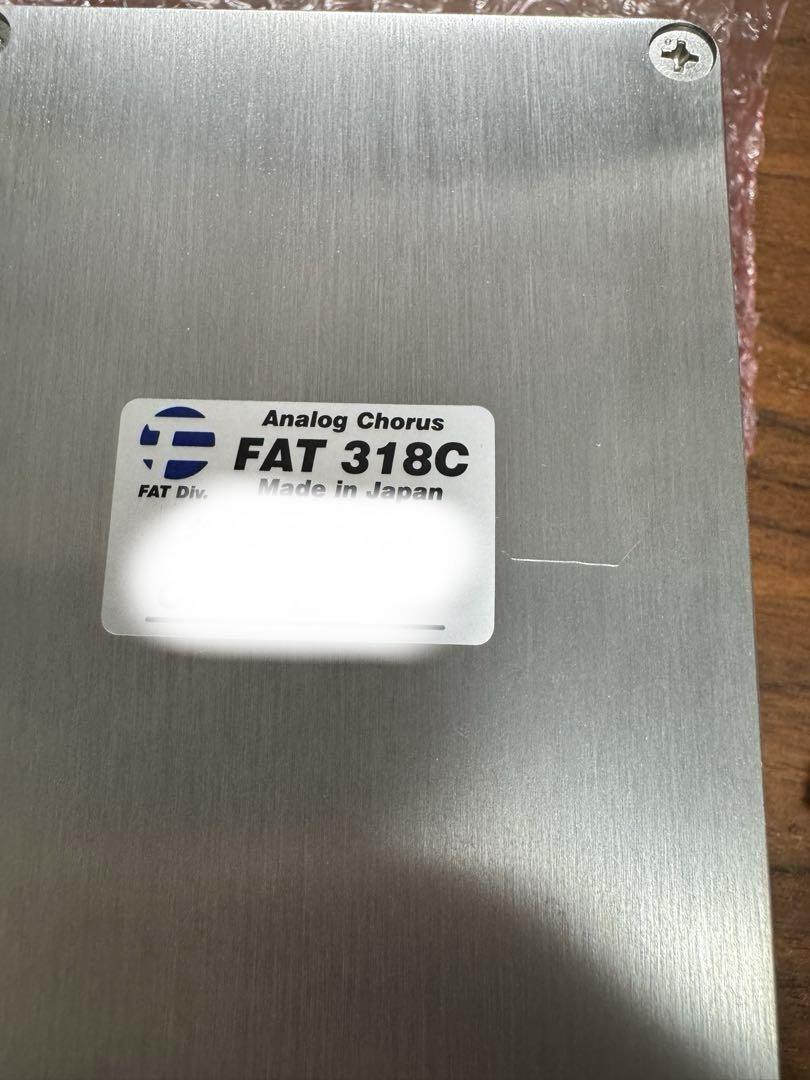 Analog Chorus
FAT 318C
FAT Div.
Made in Japan